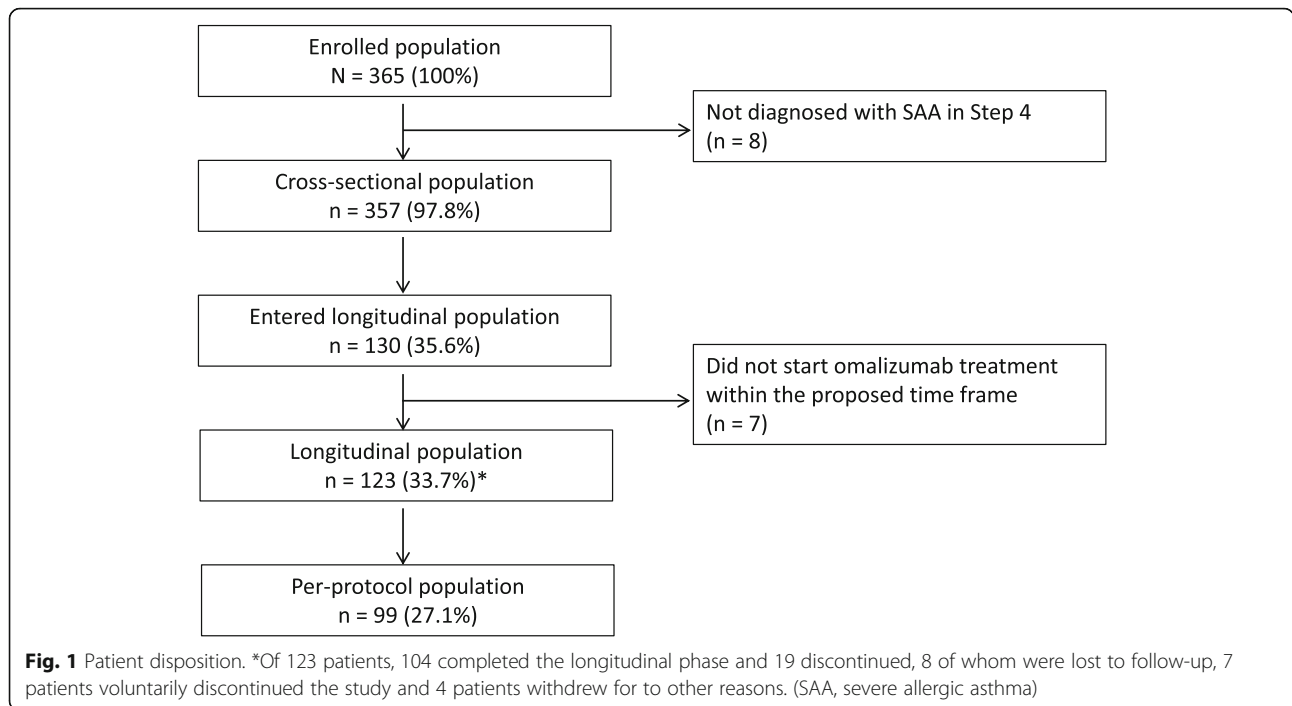 Enrolled population
N = 365 (100%)
Not diagnosed with SAA in Step 4
(n = 8)
Cross-sectional population
n = 357 (97.8%)
Entered longitudinal population
n = 130 (35.6%)
Did not start omalizumab treatment
within the proposed time frame
(n = 7)
Longitudinal population
n = 123 (33.7%)*
Per-protocol population
n = 99 (27.1%)
Fig. 1 Patient disposition. *Of 123 patients, 104 completed the longitudinal phase and 19 discontinued, 8 of whom were lost to follow-up, 7
patients voluntarily discontinued the study and 4 patients withdrew for to other reasons. (SAA, severe allergic asthma)